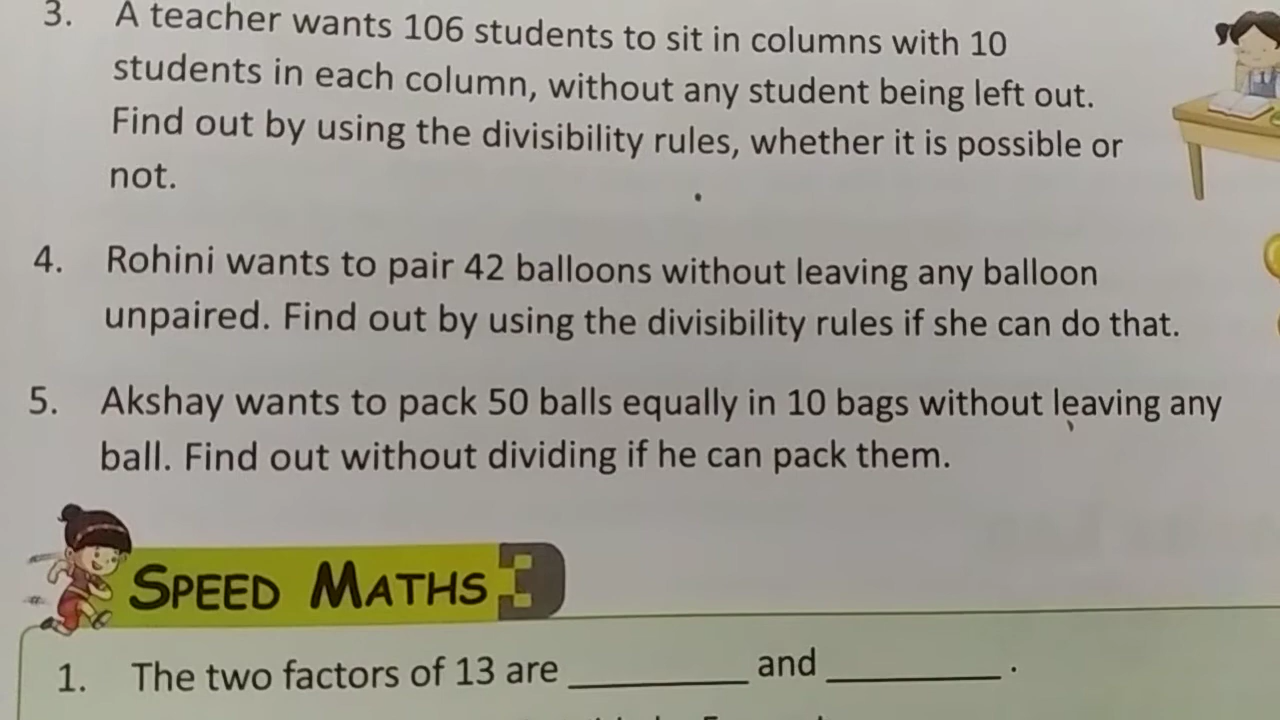 3. A teacher wants 106 students to sit in columns with 10
students in each column, without any student being left out.
Find out by using the divisibility rules, whether it is possible or
not.
4. Rohini wants to pair 42 balloons without leaving any balloon
unpaired. Find out by using the divisibility rules if she can do that.
5. Akshay wants to pack 50 balls equally in 10 bags without leaving any
ball. Find out without dividing if he can pack them.
SPEED MATHS 3
1. The two factors of 13 are ________ and ________ .